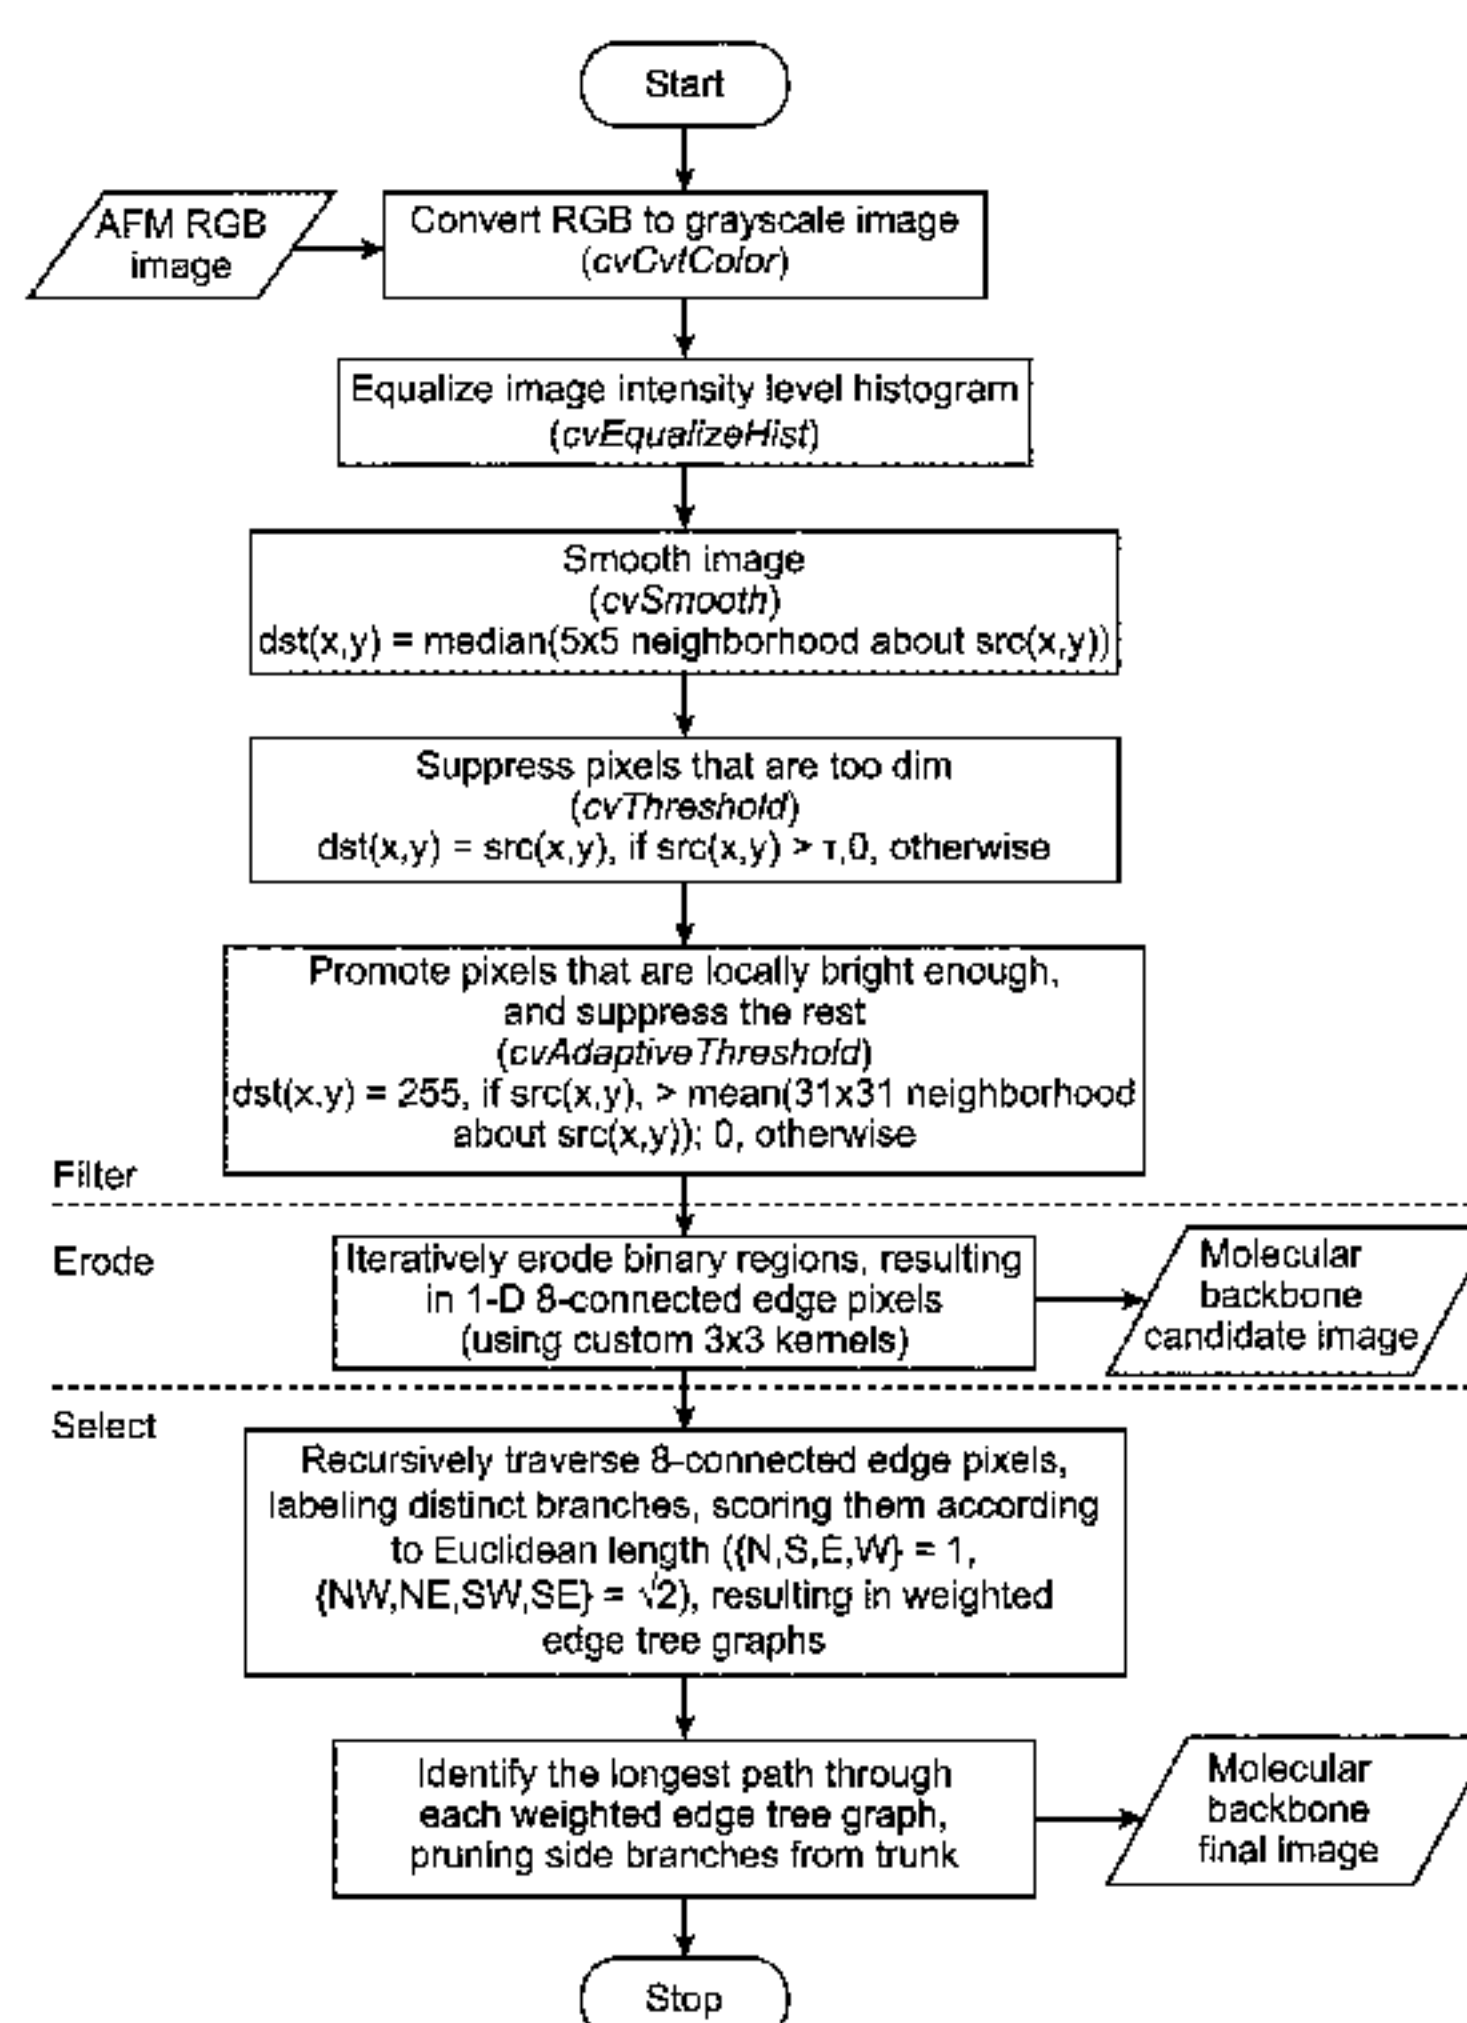 Start
AFM RGB
image
Convert RGB to grayscale image
(cvCvtColor)
Equalize image intensity level histogram
(cvEqualizeHist)
Smooth image
(cvSmooth)
dst(x,y) = median(5x5 neighborhood about src(x,y))
Suppress pixels that are too dim
(cvThreshold)
dst(x,y) = src(x,y), if src(x,y) > τ,0, otherwise
Promote pixels that are locally bright enough,
and suppress the rest
(cvAdaptiveThreshold)
dst(x,y) = 255, if src(x,y), > mean(31x31 neighborhood
about src(x,y)); 0, otherwise
Filter
Erode
Iteratively erode binary regions, resulting
in 1-D 8-connected edge pixels
(using custom 3x3 kernels)
Molecular
backbone
candidate image
Select
Recursively traverse 8-connected edge pixels,
labeling distinct branches, scoring them according
to Euclidean length ({N,S,E,W} = 1,
{NW,NE,SW,SE} = √2), resulting in weighted
edge tree graphs
Identify the longest path through
each weighted edge tree graph,
pruning side branches from trunk
Molecular
backbone
final image
Stop